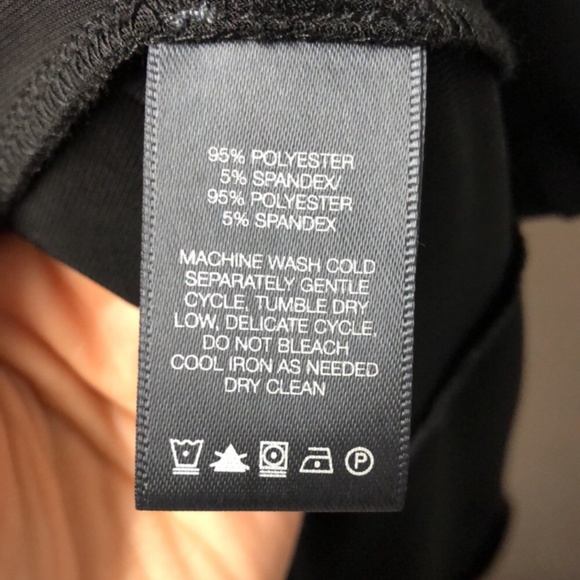 95% POLYESTER
5% SPANDEX/
95% POLYESTER
5% SPANDEX
MACHINE WASH COLD
SEPARATELY GENTLE
CYCLE, TUMBLE DRY
LOW, DELICATE CYCLE,
DO NOT BLEACH
COOL IRON AS NEEDED
DRY CLEAN
P